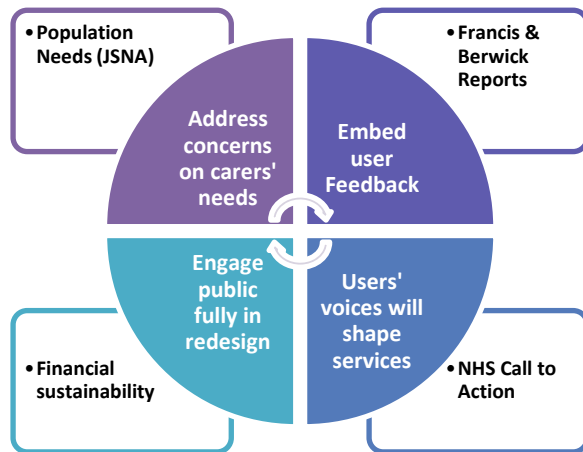 •Population
Needs (JSNA)
•Francis &
Berwick
Reports
Address
concerns
on carers'
needs
Embed
user
Feedback
Engage
public
fully in
redesign
Users'
voices will
shape
services
•Financial
sustainability
•NHS Call to
Action